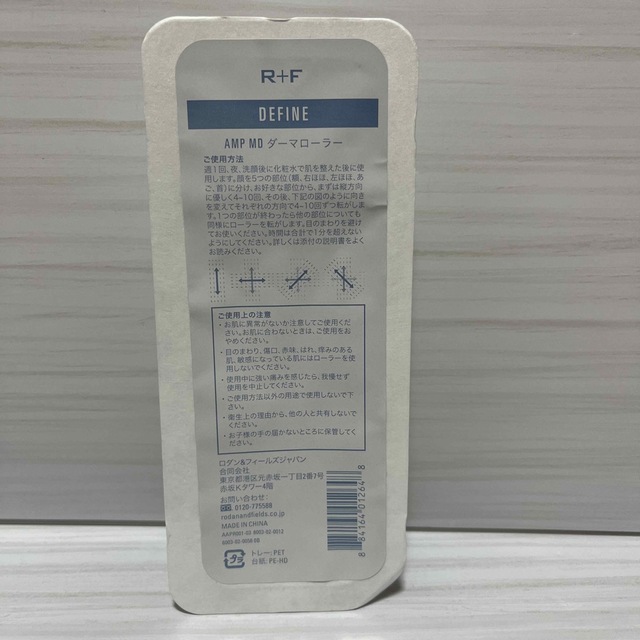 R+F
DEFINE
AMP MD ダーマローラー
ご使用方法
週1回、夜、洗顔後に化粧水で肌を整えた後に使
用します。顔を5つの部位(額、右ほほ、左ほほ、あ
ご、首)に分け、お好きな部位から、まずは縦方向
に優しく4-10回、その後、下記の図のように向き
を変えてそれぞれの方向で4-10回ずつ転がしま
す。1つの部位が終わったら他の部位についても
同様にローラーを転がします。目のまわりを避け
てお使いください。時間は合計で1分を超えない
ようにしてください。詳しくは添付の説明書をよく
お読みください。
ご使用上の注意
・お肌に異常がないか注意してご使用くだ
さい。お肌に合わないときは、ご使用をお
やめください。
・目のまわり、傷口、赤味、はれ、痒みのある
肌、敏感になっている肌にはローラーを使
用しないでください。
・使用中に強い痛みを感じたら、我慢せず
使用を中止してください。
・ご使用方法以外の用途で使用しないで下
さい。
・衛生上の理由から、他の人と共有しないで
ください。
・お子様の手の届かないところに保管してく
ださい。
ロダン&フィールズジャパン
合同会社
東京都港区元赤坂一丁目2番7号
赤坂Kタワー4階
お問い合わせ:
0120-775588
rodanandfields.co.jp
MADE IN CHINA
プラ
トレー: PET
台紙: PE-HD
8 84164 01264 8